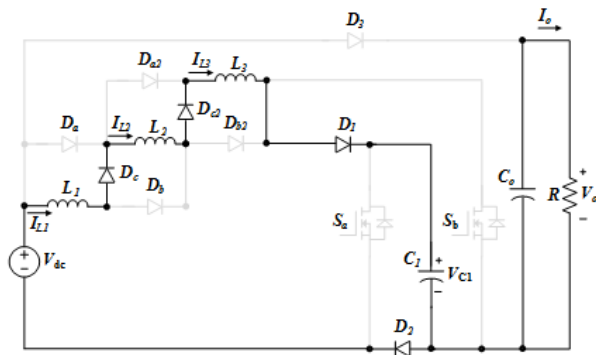 D3
Io
Da2
IL3
L3
Da
IL2
L2
Dc2
Db2
D1
L1
Dc
Db
IL1
Sa
Sb
Co
R
+
Vo
−
+
−
Vdc
C1
+
VC1
−
D2